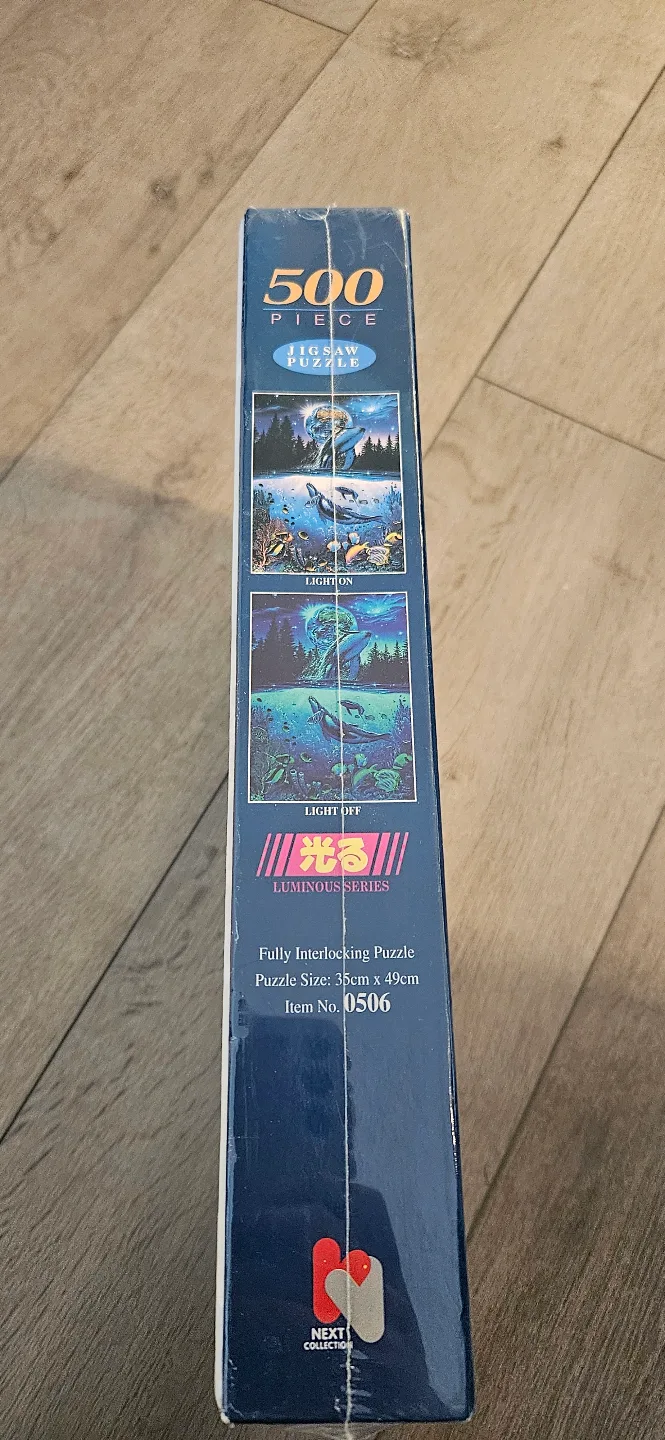 500
PIECE
JIGSAW
PUZZLE
LIGHT ON
LIGHT OFF
光る
LUMINOUS SERIES
Fully Interlocking Puzzle
Puzzle Size: 35cm x 49cm
Item No. 0506
NEXT
COLLECTION